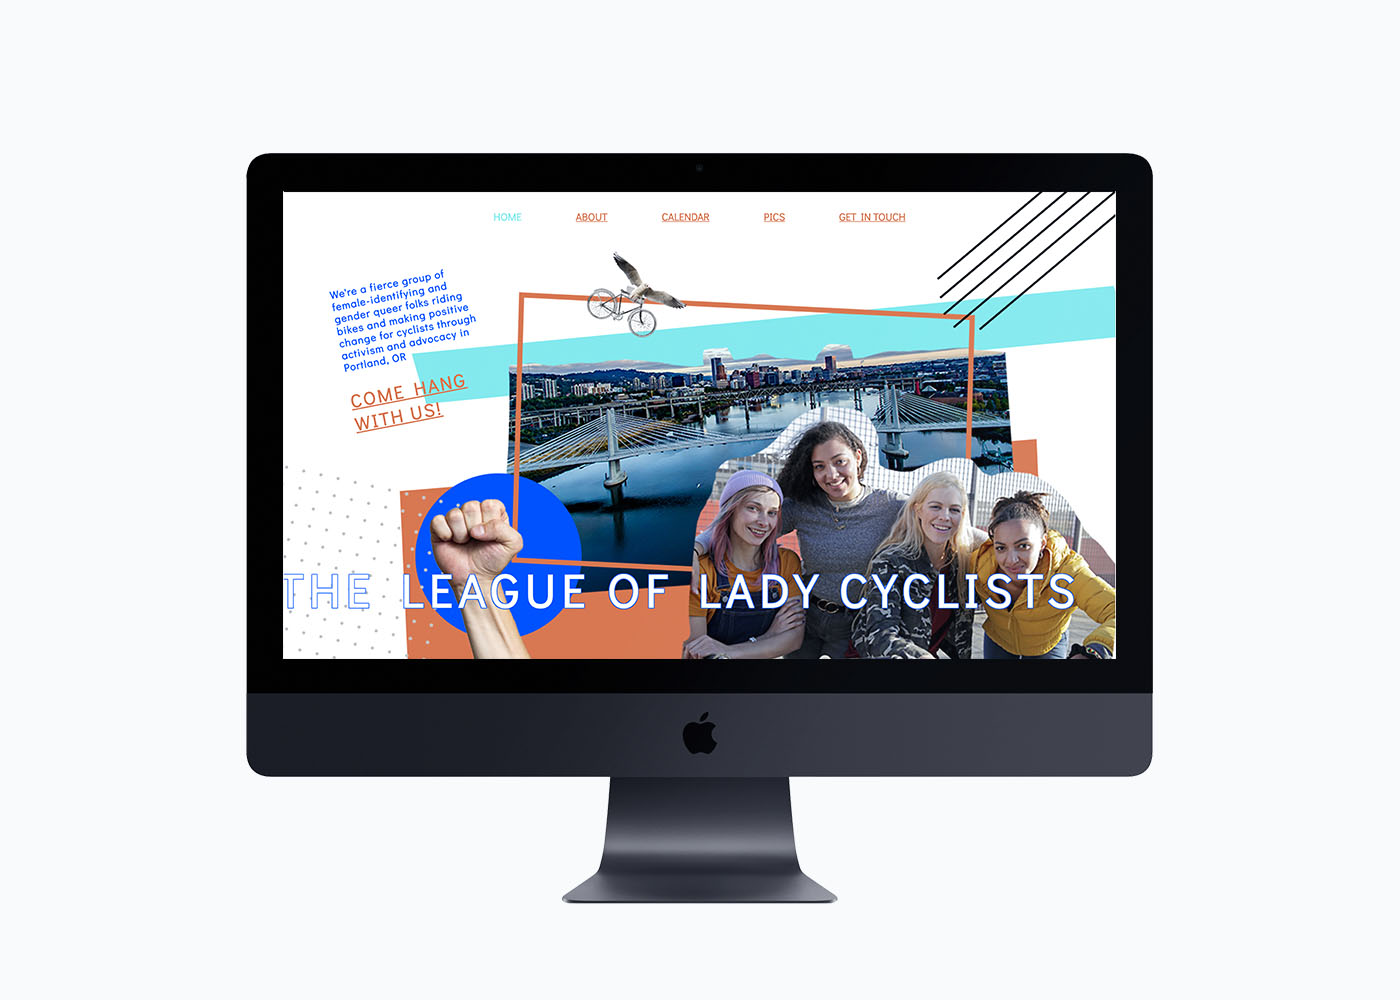 HOME ABOUT CALENDAR PICS GET IN TOUCH
We're a fierce group of
female-identifying and
gender queer folks riding
bikes and making positive
change for cyclists through
activism and advocacy in
Portland, OR
COME HANG
WITH US!
THE LEAGUE OF LADY CYCLISTS